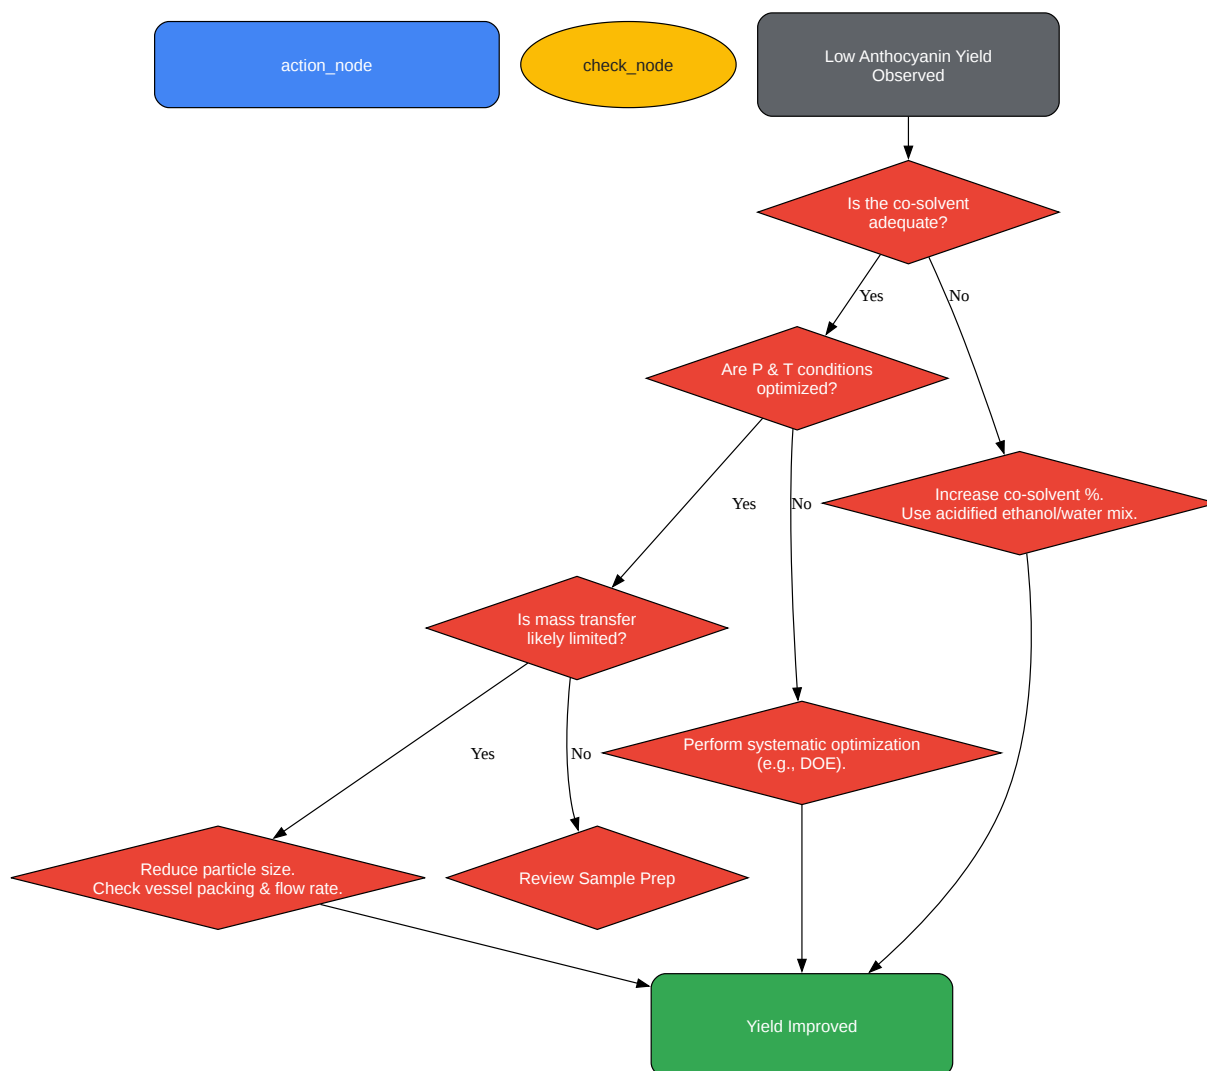 action_node
check_node
Low Anthocyanin Yield
Observed
Is the co-solvent
adequate?
Yes
No
Are P & T conditions
optimized?
Yes
No
Increase co-solvent %.
Use acidified ethanol/water mix.
Is mass transfer
likely limited?
Yes
No
Perform systematic optimization
(e.g., DOE).
Reduce particle size.
Check vessel packing & flow rate.
Review Sample Prep
Yield Improved